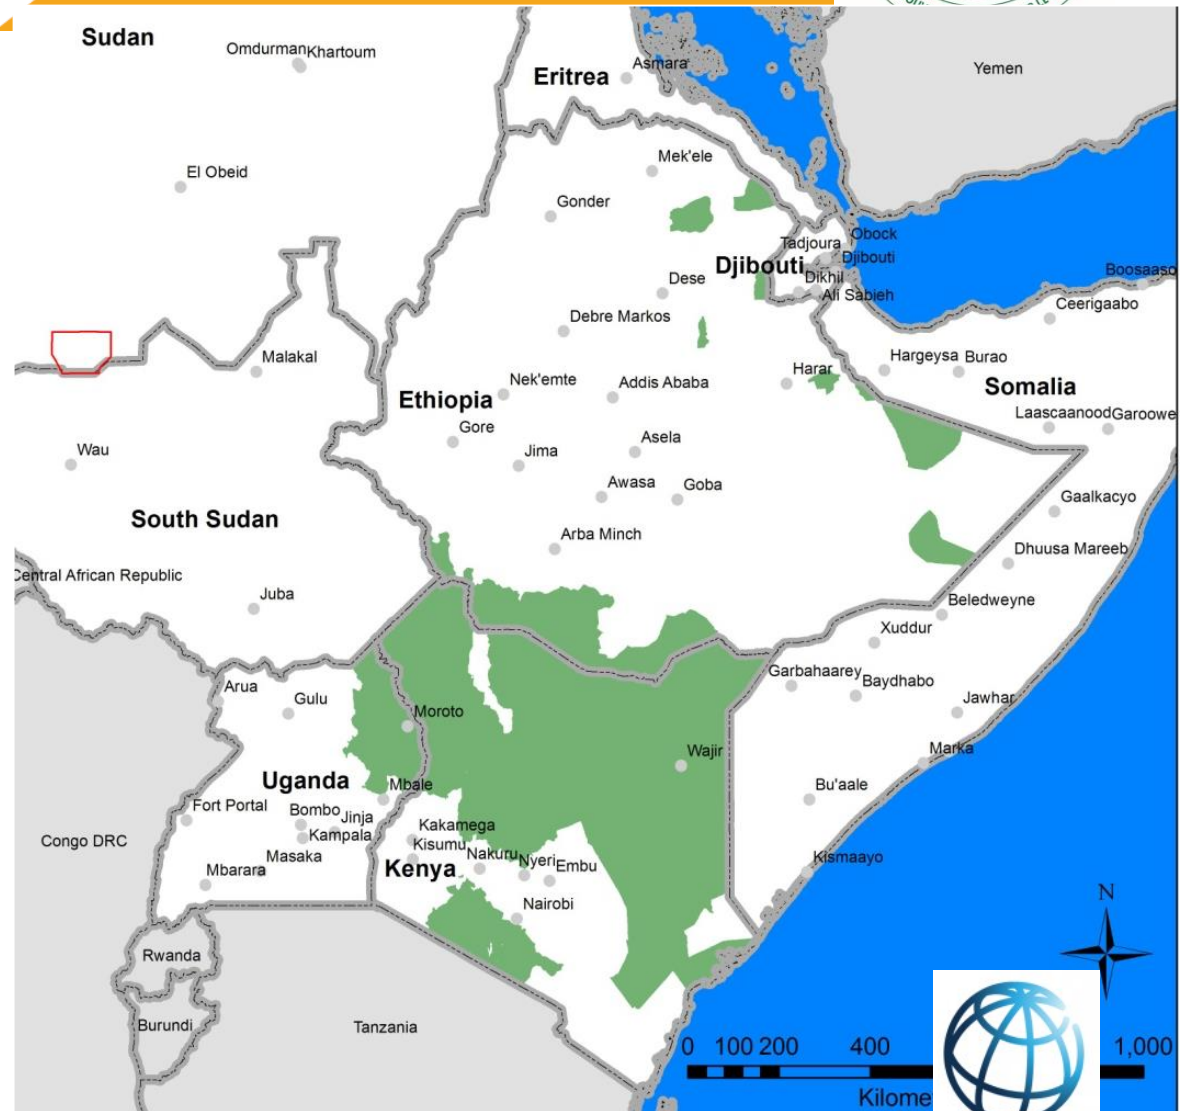 Sudan
Omdurman
Khartoum
Eritrea
Asmara
Yemen
El Obeid
Mek'ele
Gonder
Obock
Tadjoura
Djibouti
Djibouti
Dikhil
Ali Sabieh
Boosaaso
Ceerigaabo
Dese
Debre Markos
Malakal
Hargeysa
Burao
Harar
Somalia
Nek'emte
Addis Ababa
Ethiopia
Laascaanood
Garoowe
Gore
Asela
Wau
Jima
Awasa
Goba
Gaalkacyo
South Sudan
Arba Minch
Dhuusa Mareeb
Central African Republic
Juba
Beledweyne
Xuddur
Garbahaarey
Baydhabo
Arua
Gulu
Jawhar
Moroto
Wajir
Marka
Uganda
Mbale
Bu'aale
Fort Portal
Bombo
Jinja
Kampala
Kakamega
Kisumu
Congo DRC
Masaka
Nakuru
Nyeri
Embu
Kismaayo
Mbarara
Kenya
Nairobi
N
Rwanda
Burundi
Tanzania
0 100 200 400 1,000
Kilome